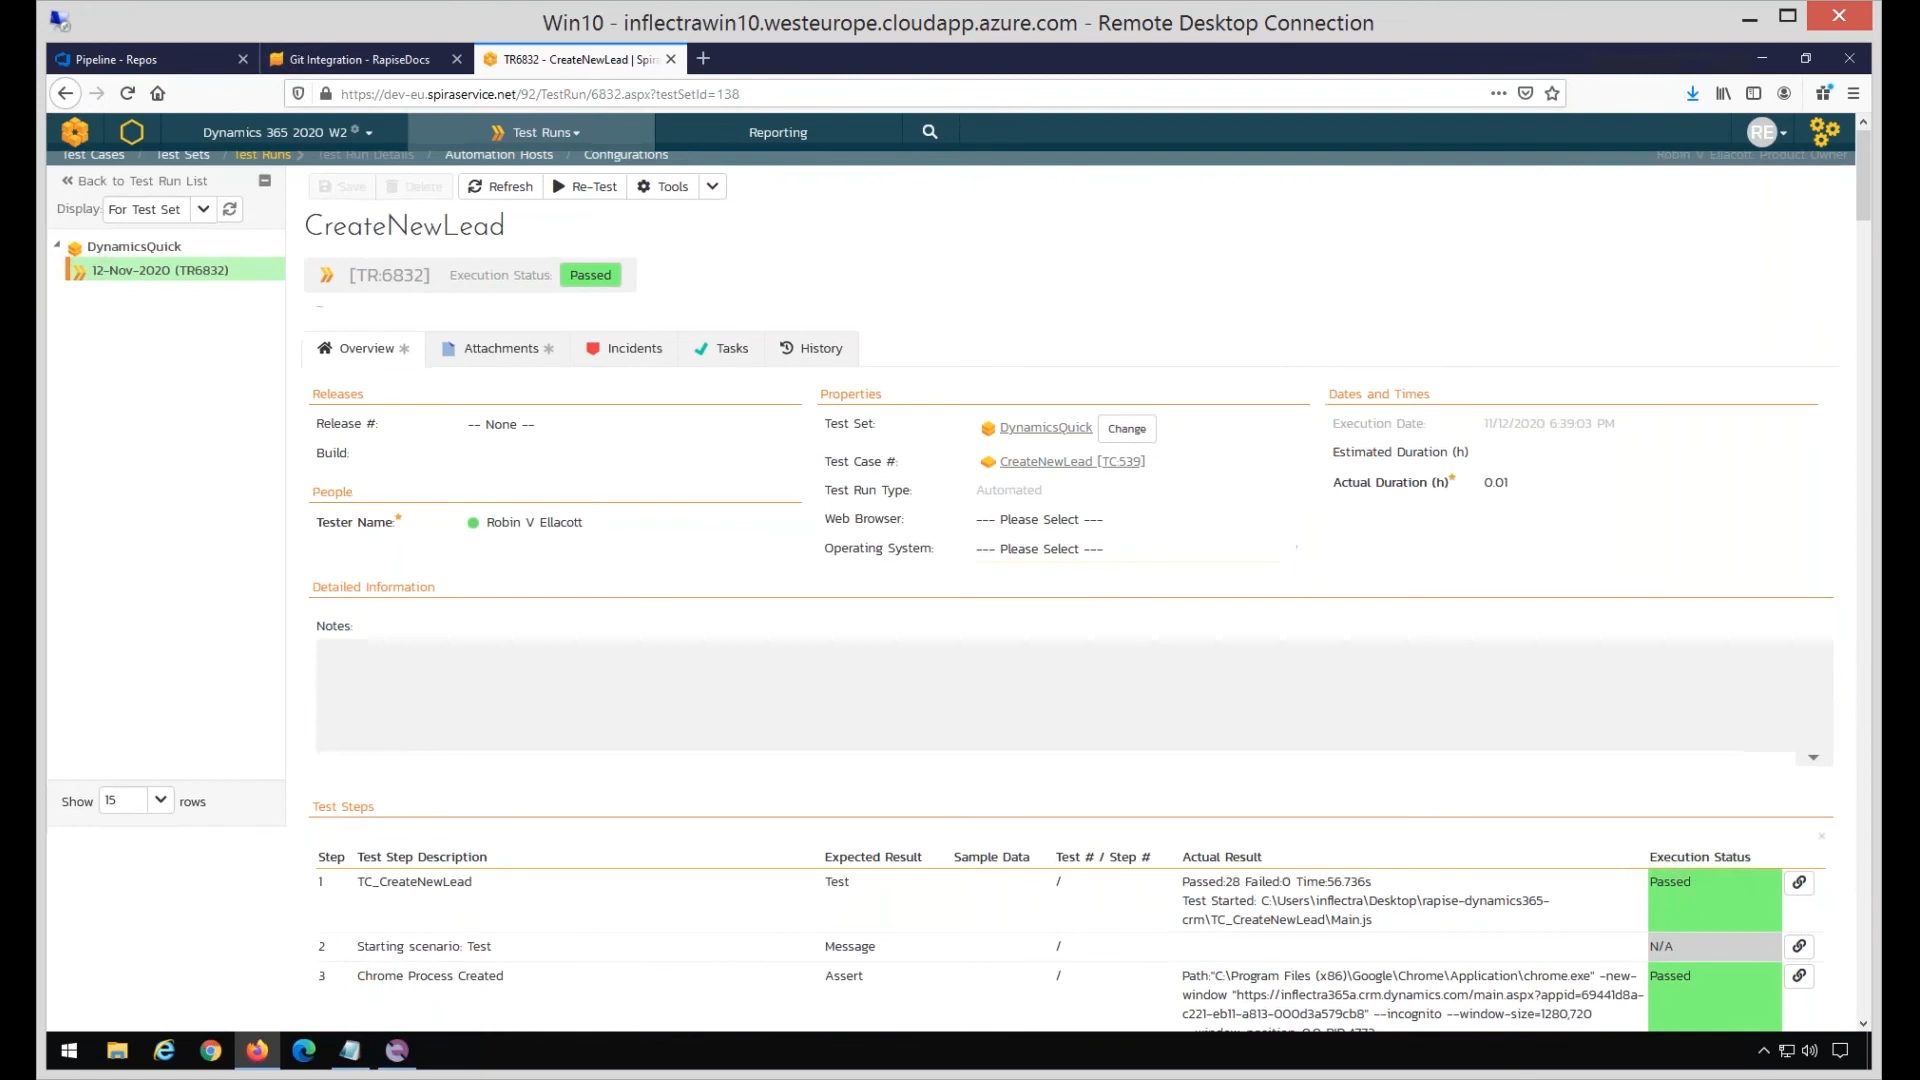 Win10 - inflectrawin10.westeurope.cloudapp.azure.com - Remote Desktop Connection
Pipeline - Repos
Git Integration - RapiseDocs
TR6832 - CreateNewLead | Spira
https://dev-eu.spiraservice.net/92/TestRun/6832.aspx?testSetId=138
Dynamics 365 2020 W2
Test Runs
Reporting
RE
Test Cases / Test Sets / Test Runs > Test Run Details / Automation Hosts / Configurations
Robin V Ellacott: Product Owner
« Back to Test Run List
Save
Delete
Refresh
Re-Test
Tools
Display: For Test Set
CreateNewLead
DynamicsQuick
12-Nov-2020 (TR6832)
[TR:6832] Execution Status: Passed
Overview
Attachments
Incidents
Tasks
History
Releases
Release #: -- None --
Build:
People
Tester Name: Robin V Ellacott
Properties
Test Set: DynamicsQuick Change
Test Case #: CreateNewLead [TC:539]
Test Run Type: Automated
Web Browser: --- Please Select ---
Operating System: --- Please Select ---
Dates and Times
Execution Date: 11/12/2020 6:39:03 PM
Estimated Duration (h)
Actual Duration (h)* 0.01
Detailed Information
Notes:
Show 15 rows
Test Steps
Step Test Step Description Expected Result Sample Data Test # / Step # Actual Result Execution Status
1 TC_CreateNewLead Test / Passed:28 Failed:0 Time:56.736s Passed
Test Started: C:\Users\inflectra\Desktop\rapise-dynamics365-
crm\TC_CreateNewLead\Main.js
2 Starting scenario: Test Message / N/A
3 Chrome Process Created Assert / Path:"C:\Program Files (x86)\Google\Chrome\Application\chrome.exe" -new- Passed
window "https://inflectra365a.crm.dynamics.com/main.aspx?appid=69441d8a-
c221-eb11-a813-000d3a579cb8" --incognito --window-size=1280,720